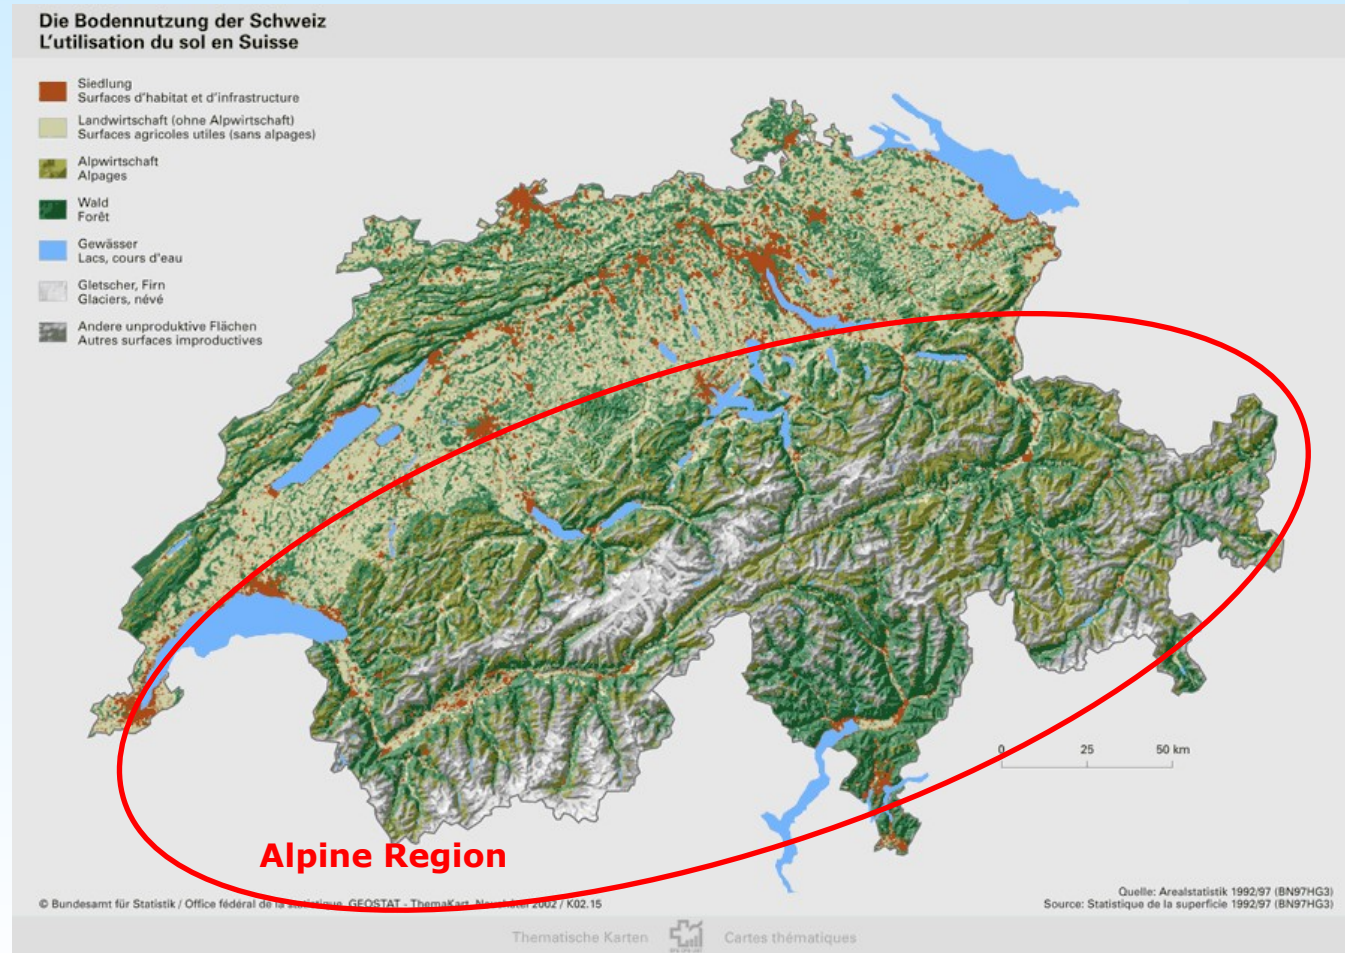 Die Bodennutzung der Schweiz
L'utilisation du sol en Suisse
Siedlung
Surfaces d'habitat et d'infrastructure
Landwirtschaft (ohne Alpwirtschaft)
Surfaces agricoles utiles (sans alpages)
Alpwirtschaft
Alpages
Wald
Forêt
Gewässer
Lacs, cours d'eau
Gletscher, Firn
Glaciers, névé
Andere unproduktive Flächen
Autres surfaces improductives
0 25 50 km
Alpine Region
© Bundesamt für Statistik / Office fédéral de la statistique, GEOSTAT - ThemaKart, Neuchâtel 2002 / K02.15
Quelle: Arealstatistik 1992/97 (BN97HG3)
Source: Statistique de la superficie 1992/97 (BN97HG3)
Thematische Karten Cartes thématiques